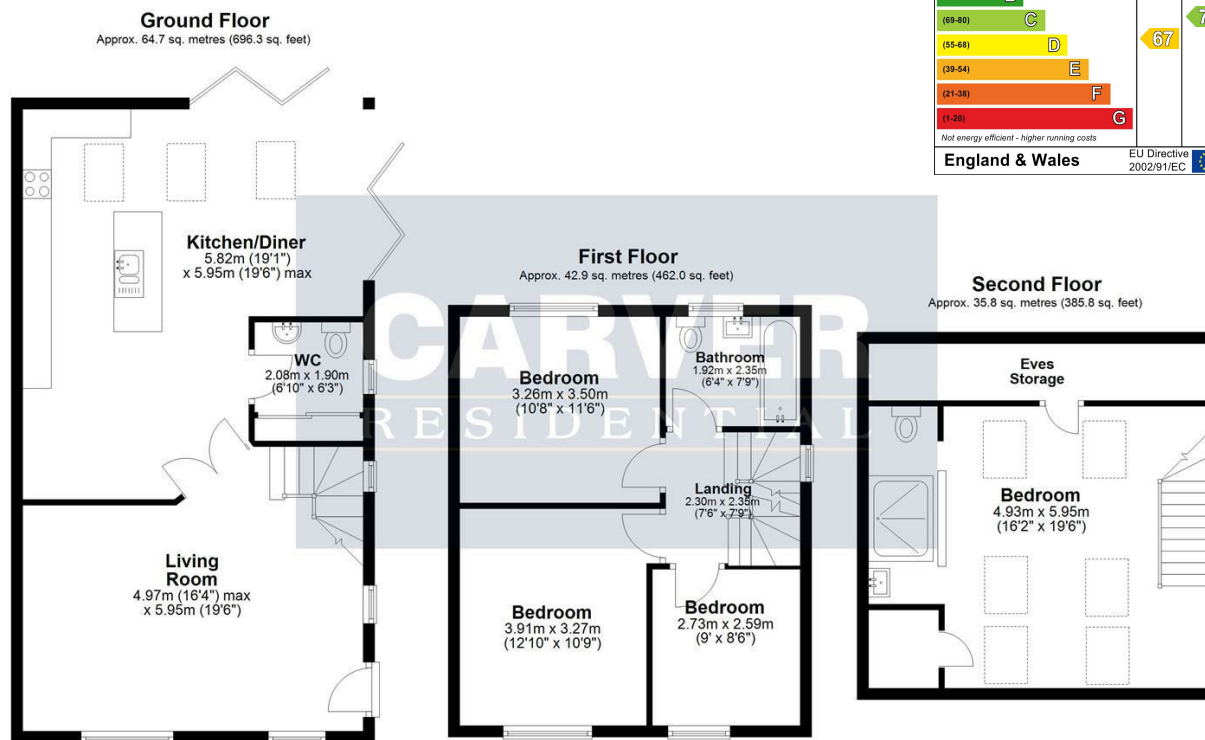 Ground Floor
Approx. 64.7 sq. metres (696.3 sq. feet)
Kitchen/Diner
5.82m (19'1")
x 5.95m (19'6") max
WC
2.08m x 1.90m
(6'10" x 6'3")
Living
Room
4.97m (16'4") max
x 5.95m (19'6")
First Floor
Approx. 42.9 sq. metres (462.0 sq. feet)
Bedroom
3.26m x 3.50m
(10'8" x 11'6")
Bathroom
1.92m x 2.35m
(6'4" x 7'9")
Landing
2.30m x 2.35m
(7'6" x 7'9")
Bedroom
3.91m x 3.27m
(12'10" x 10'9")
Bedroom
2.73m x 2.59m
(9' x 8'6")
Second Floor
Approx. 35.8 sq. metres (385.8 sq. feet)
Eves
Storage
Bedroom
4.93m x 5.95m
(16'2" x 19'6")
CARVER
RESIDENTIAL
(69-80) C
(55-68) D
67
(39-54) E
(21-38) F
(1-20) G
Not energy efficient - higher running costs
England & Wales
EU Directive
2002/91/EC